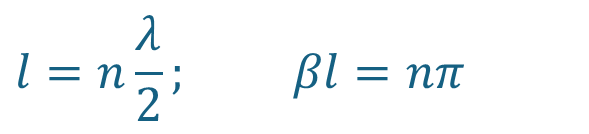 l = n λ/2; βl = nπ